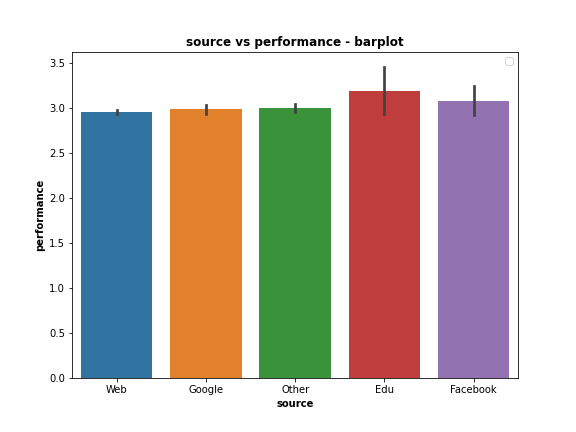 source vs performance - barplot
3.5
3.0
2.5
2.0
1.5
1.0
0.5
0.0
performance
Web Google Other Edu Facebook
source